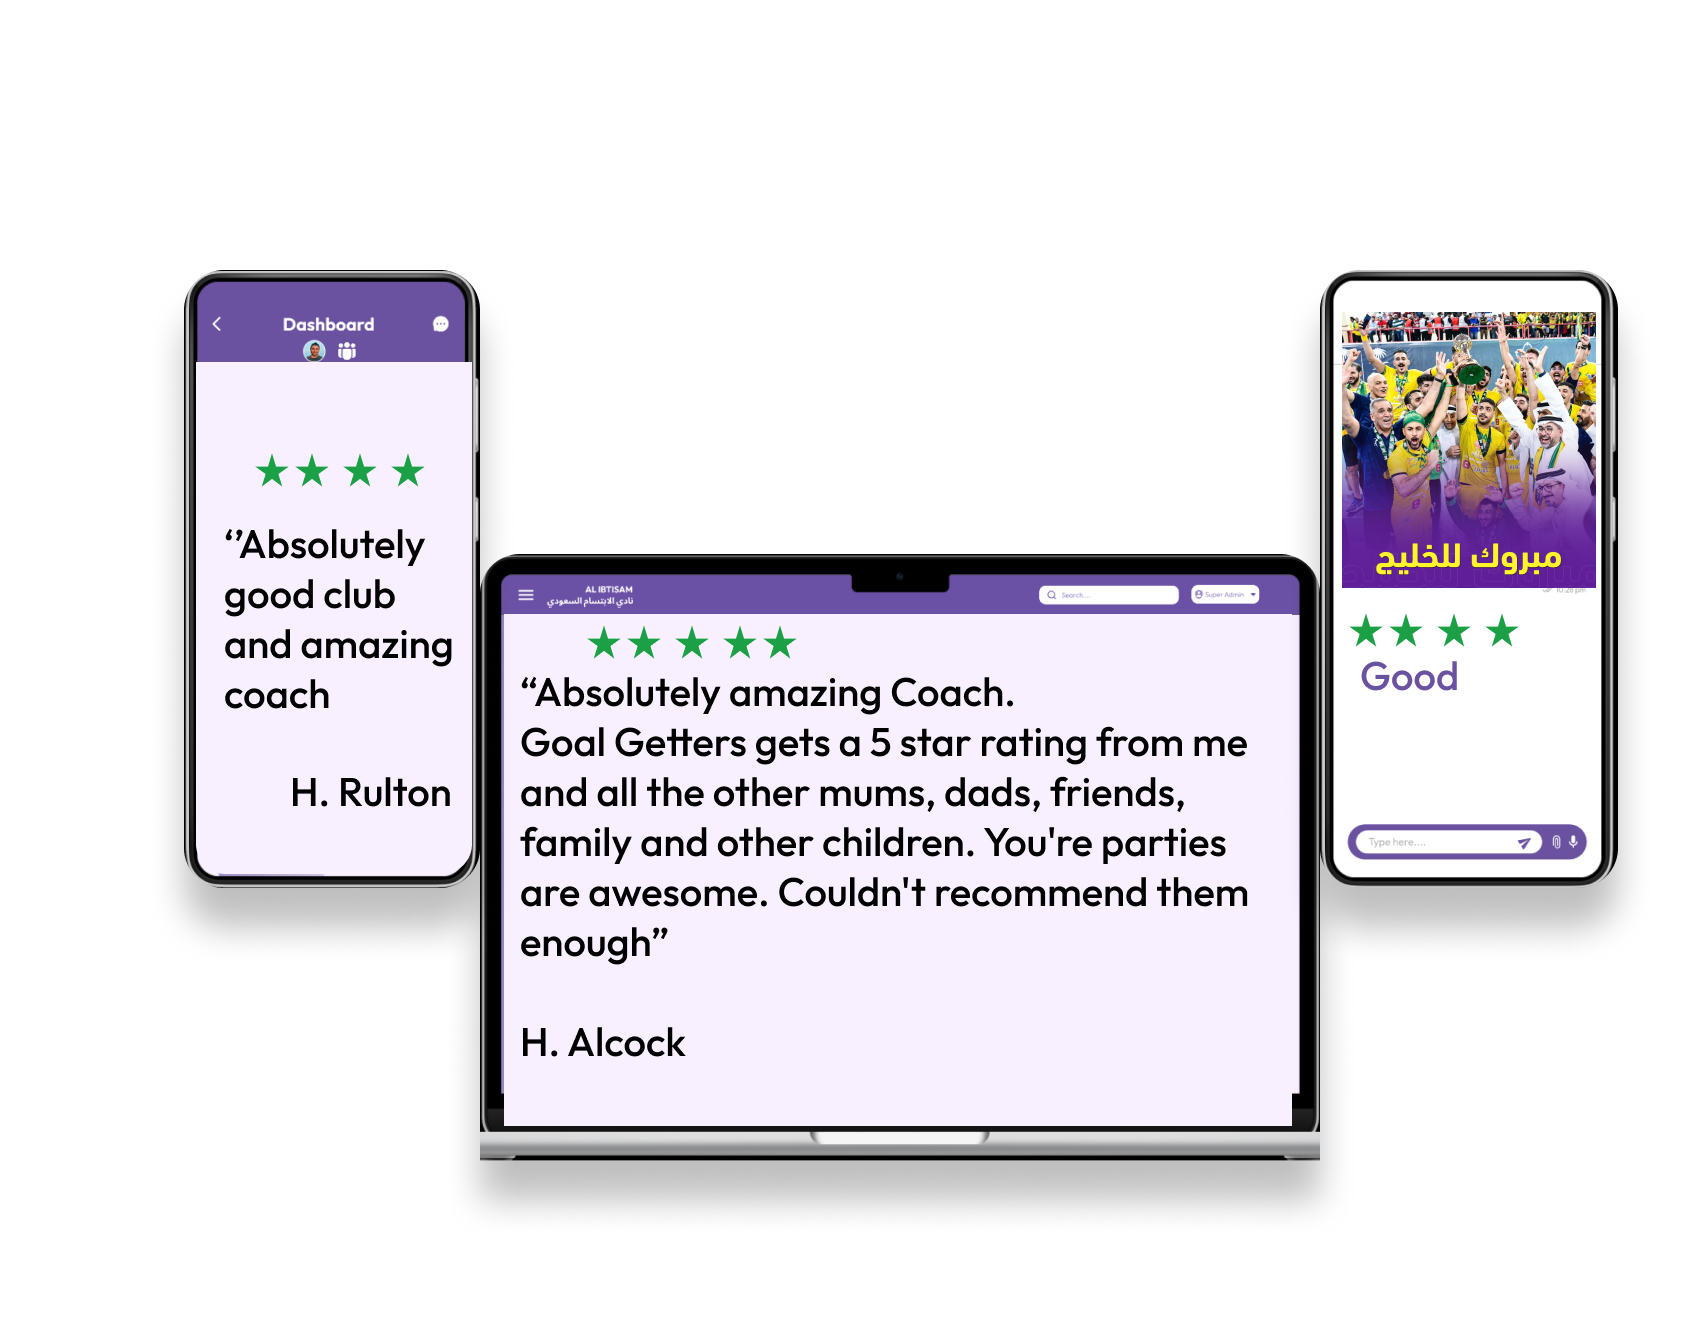 Dashboard
‘’Absolutely
good club
and amazing
coach
H. Rulton
AL IBTISAM
نادي الابتسام السعودي
Search....
Super Admin
“Absolutely amazing Coach.
Goal Getters gets a 5 star rating from me
and all the other mums, dads, friends,
family and other children. You're parties
are awesome. Couldn't recommend them
enough”
H. Alcock
مبروك للخليج
10:28 pm
Good
Type here....